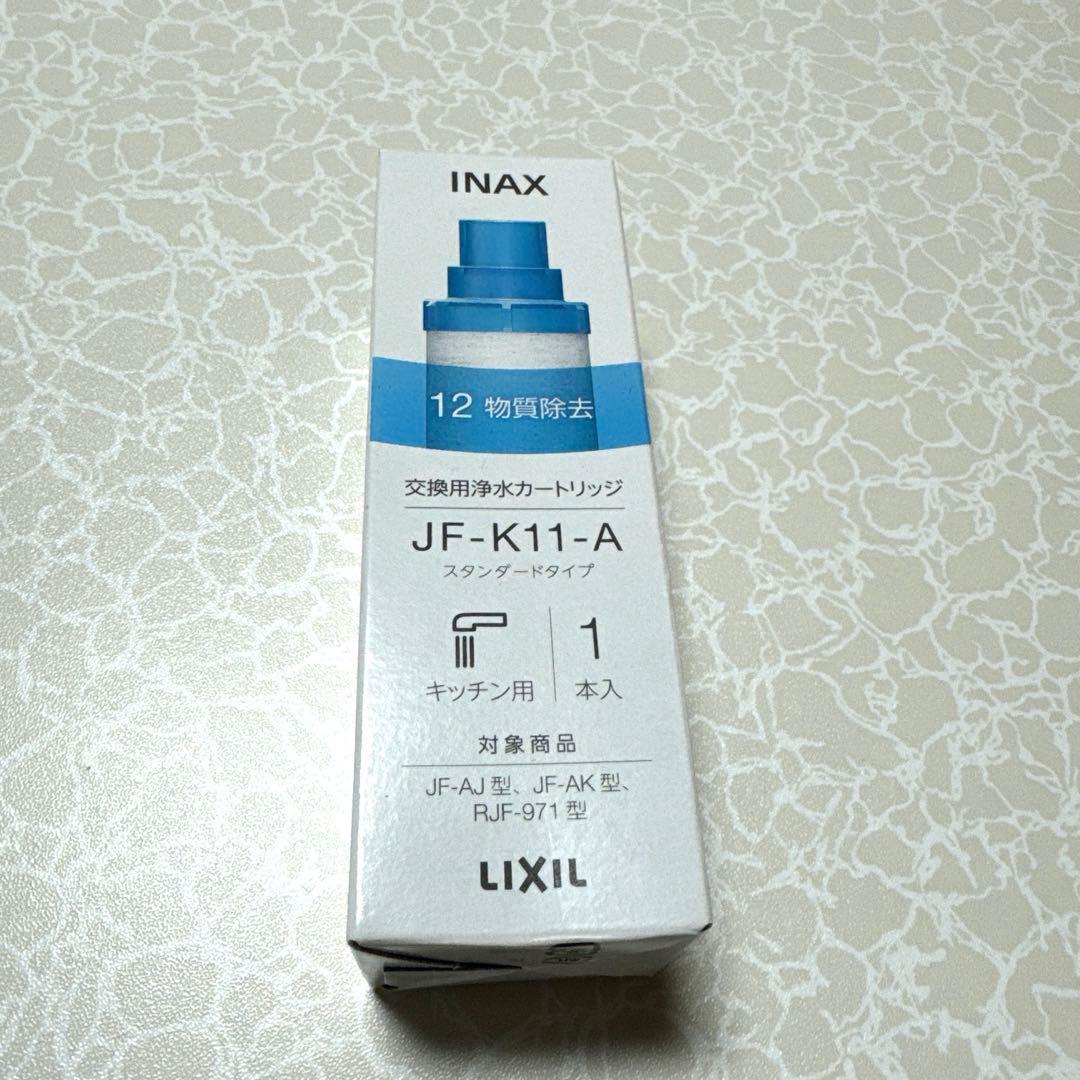 INAX
12 物質除去
交換用浄水カートリッジ
JF-K11-A
スタンダードタイプ
キッチン用
1
本入
対象商品
JF-AJ 型、JF-AK 型、
RJF-971 型
LIXIL